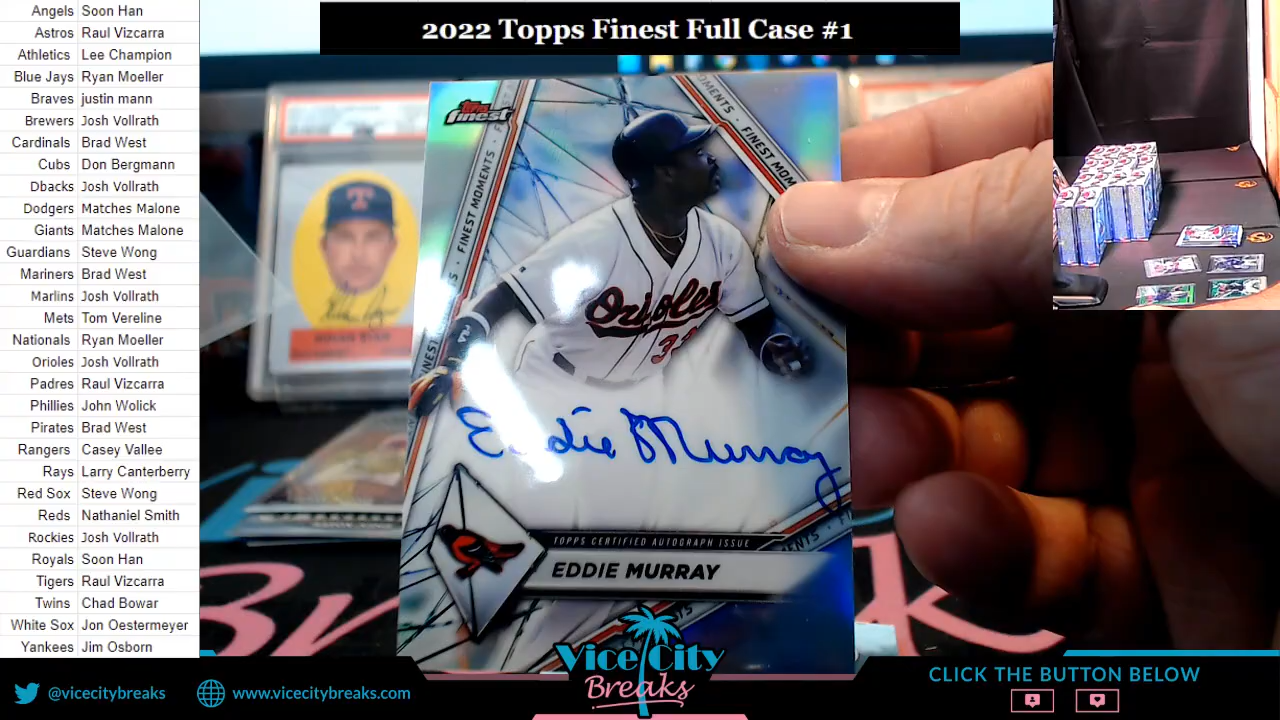 2022 Topps Finest Full Case #1
Angels Soon Han
Astros Raul Vizcarra
Athletics Lee Champion
Blue Jays Ryan Moeller
Braves justin mann
Brewers Josh Vollrath
Cardinals Brad West
Cubs Don Bergmann
Dbacks Josh Vollrath
Dodgers Matches Malone
Giants Matches Malone
Guardians Steve Wong
Mariners Brad West
Marlins Josh Vollrath
Mets Tom Vereline
Nationals Ryan Moeller
Orioles Josh Vollrath
Padres Raul Vizcarra
Phillies John Wolick
Pirates Brad West
Rangers Casey Vallee
Rays Larry Canterberry
Red Sox Steve Wong
Reds Nathaniel Smith
Rockies Josh Vollrath
Royals Soon Han
Tigers Raul Vizcarra
Twins Chad Bowar
White Sox Jon Oestermeyer
Yankees Jim Osborn
Topps
finest
FINEST MOMENTS
MOMENTS • FINEST MOM
Orioles
33
Eddie Murray
TOPPS CERTIFIED AUTOGRAPH ISSUE
EDDIE MURRAY
T
Vice City
Breaks
@vicecitybreaks
www.vicecitybreaks.com
CLICK THE BUTTON BELOW